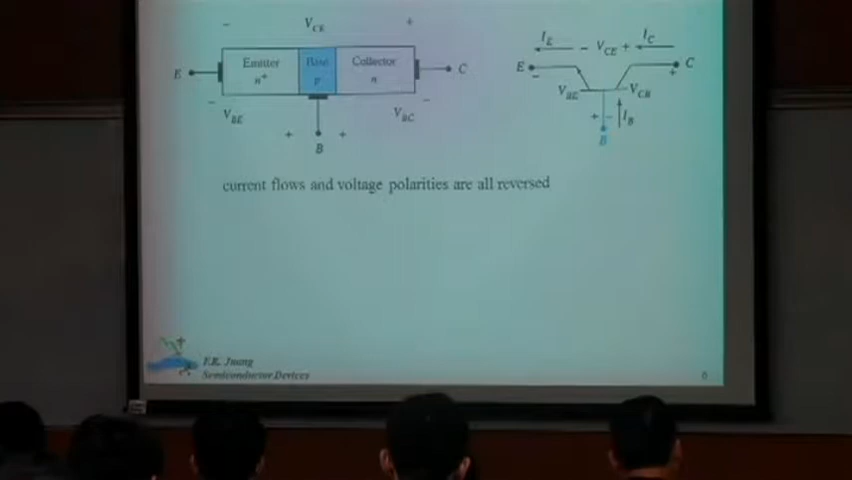 − V_CE +
I_E I_C
− V_CE +
Emitter Base Collector
E n⁺ p n C
E − C +
V_BE V_CB
− V_BE V_BC −
+ − I_B
+ B +
B
current flows and voltage polarities are all reversed
Semiconductor Devices
6